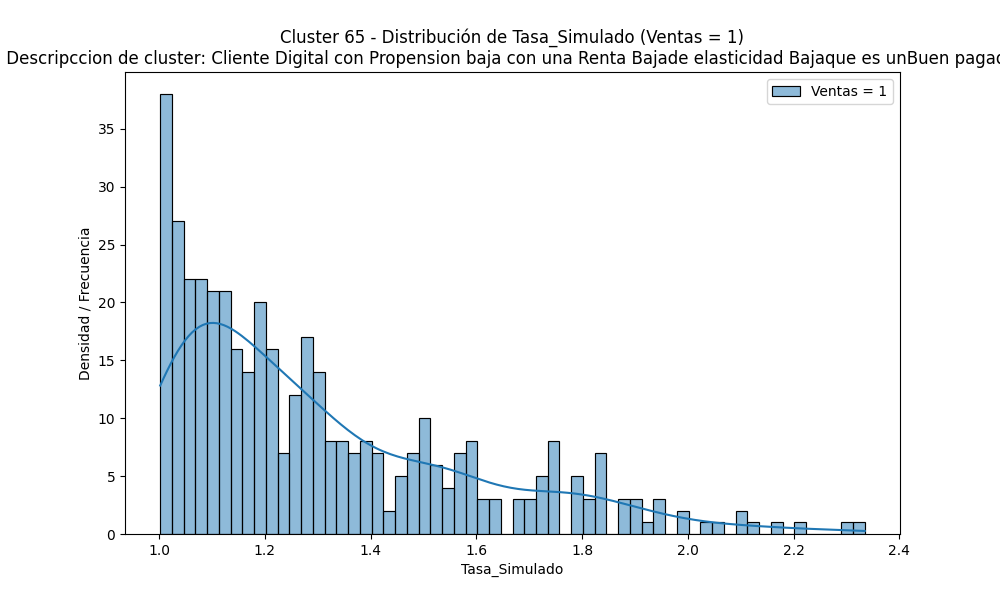 Cluster 65 - Distribución de Tasa_Simulado (Ventas = 1)
Descripccion de cluster: Cliente Digital con Propension baja con una Renta Bajade elasticidad Bajaque es unBuen pagad
Ventas = 1
Densidad / Frecuencia
35
30
25
20
15
10
5
0
1.0 1.2 1.4 1.6 1.8 2.0 2.2 2.4
Tasa_Simulado